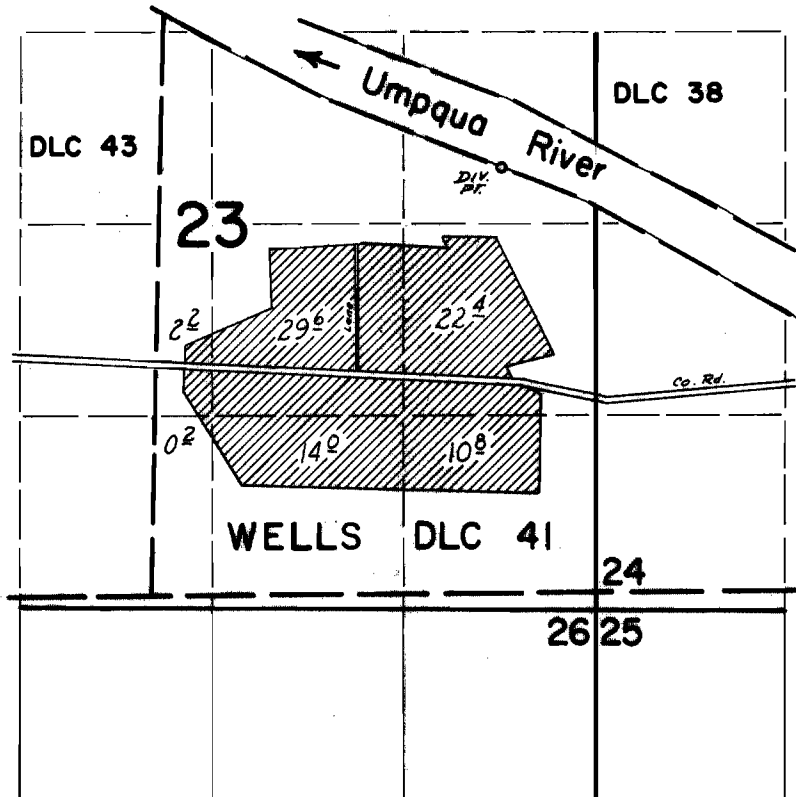 DLC 38
Umpqua River
DLC 43
DIV.
PT.
23
2 2
29 6
Lane
22 4
Co. Rd.
0 2
14 0
10 8
WELLS DLC 41
24
26 25